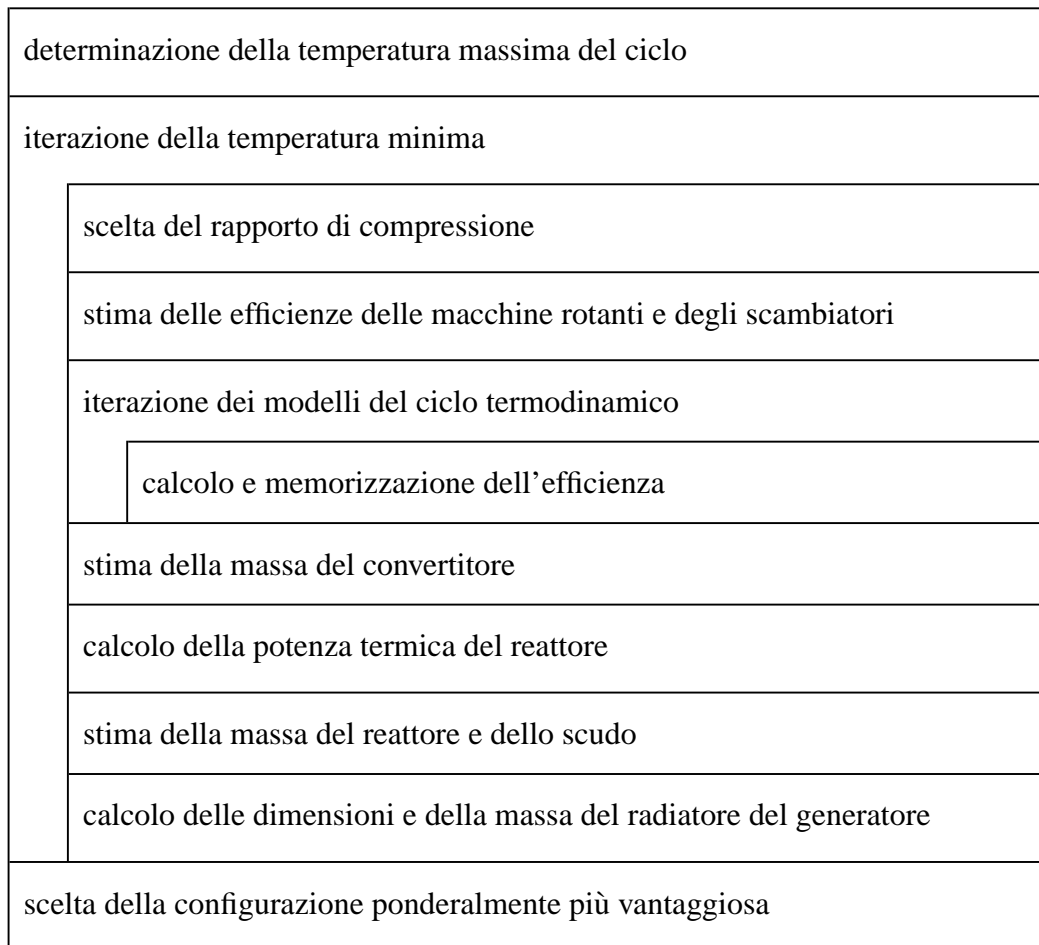 determinazione della temperatura massima del ciclo
iterazione della temperatura minima
scelta del rapporto di compressione
stima delle efficienze delle macchine rotanti e degli scambiatori
iterazione dei modelli del ciclo termodinamico
calcolo e memorizzazione dell’efficienza
stima della massa del convertitore
calcolo della potenza termica del reattore
stima della massa del reattore e dello scudo
calcolo delle dimensioni e della massa del radiatore del generatore
scelta della configurazione ponderalmente più vantaggiosa